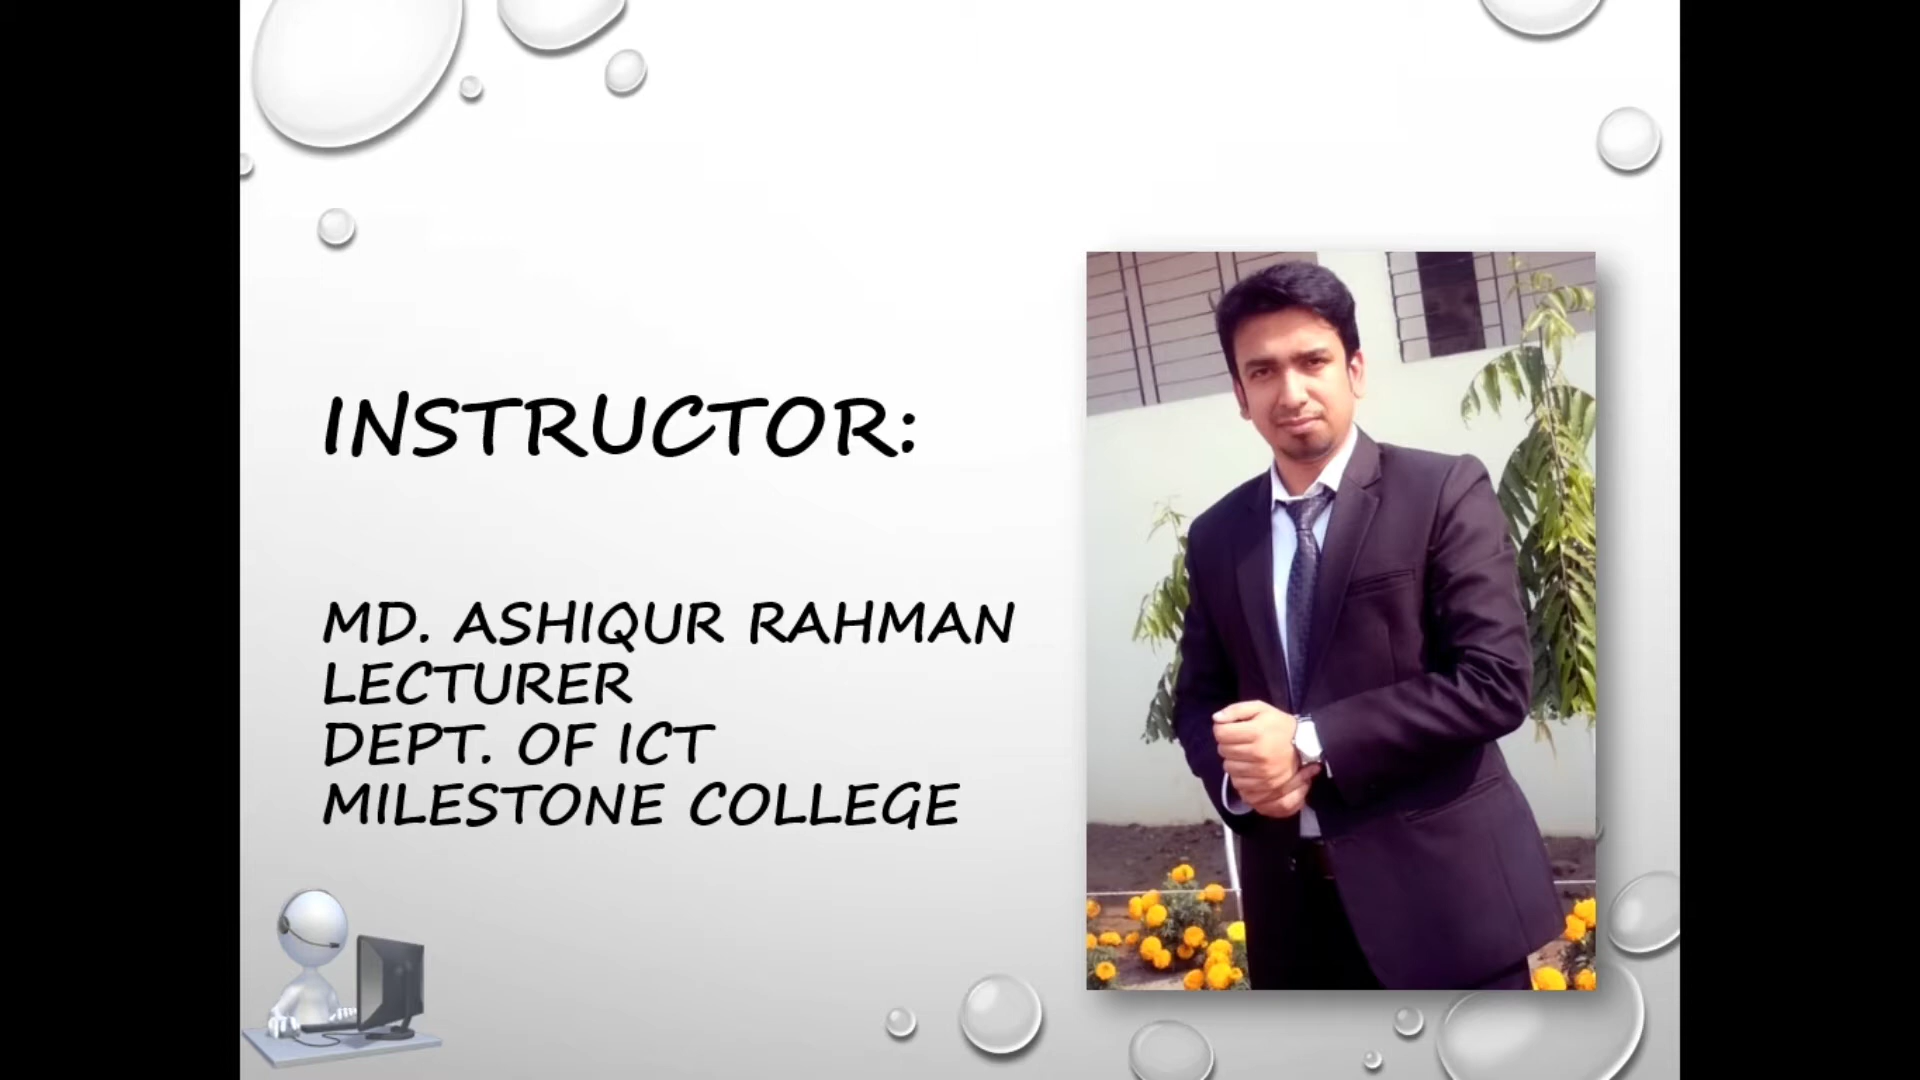 INSTRUCTOR:
MD. ASHIQUR RAHMAN
LECTURER
DEPT. OF ICT
MILESTONE COLLEGE